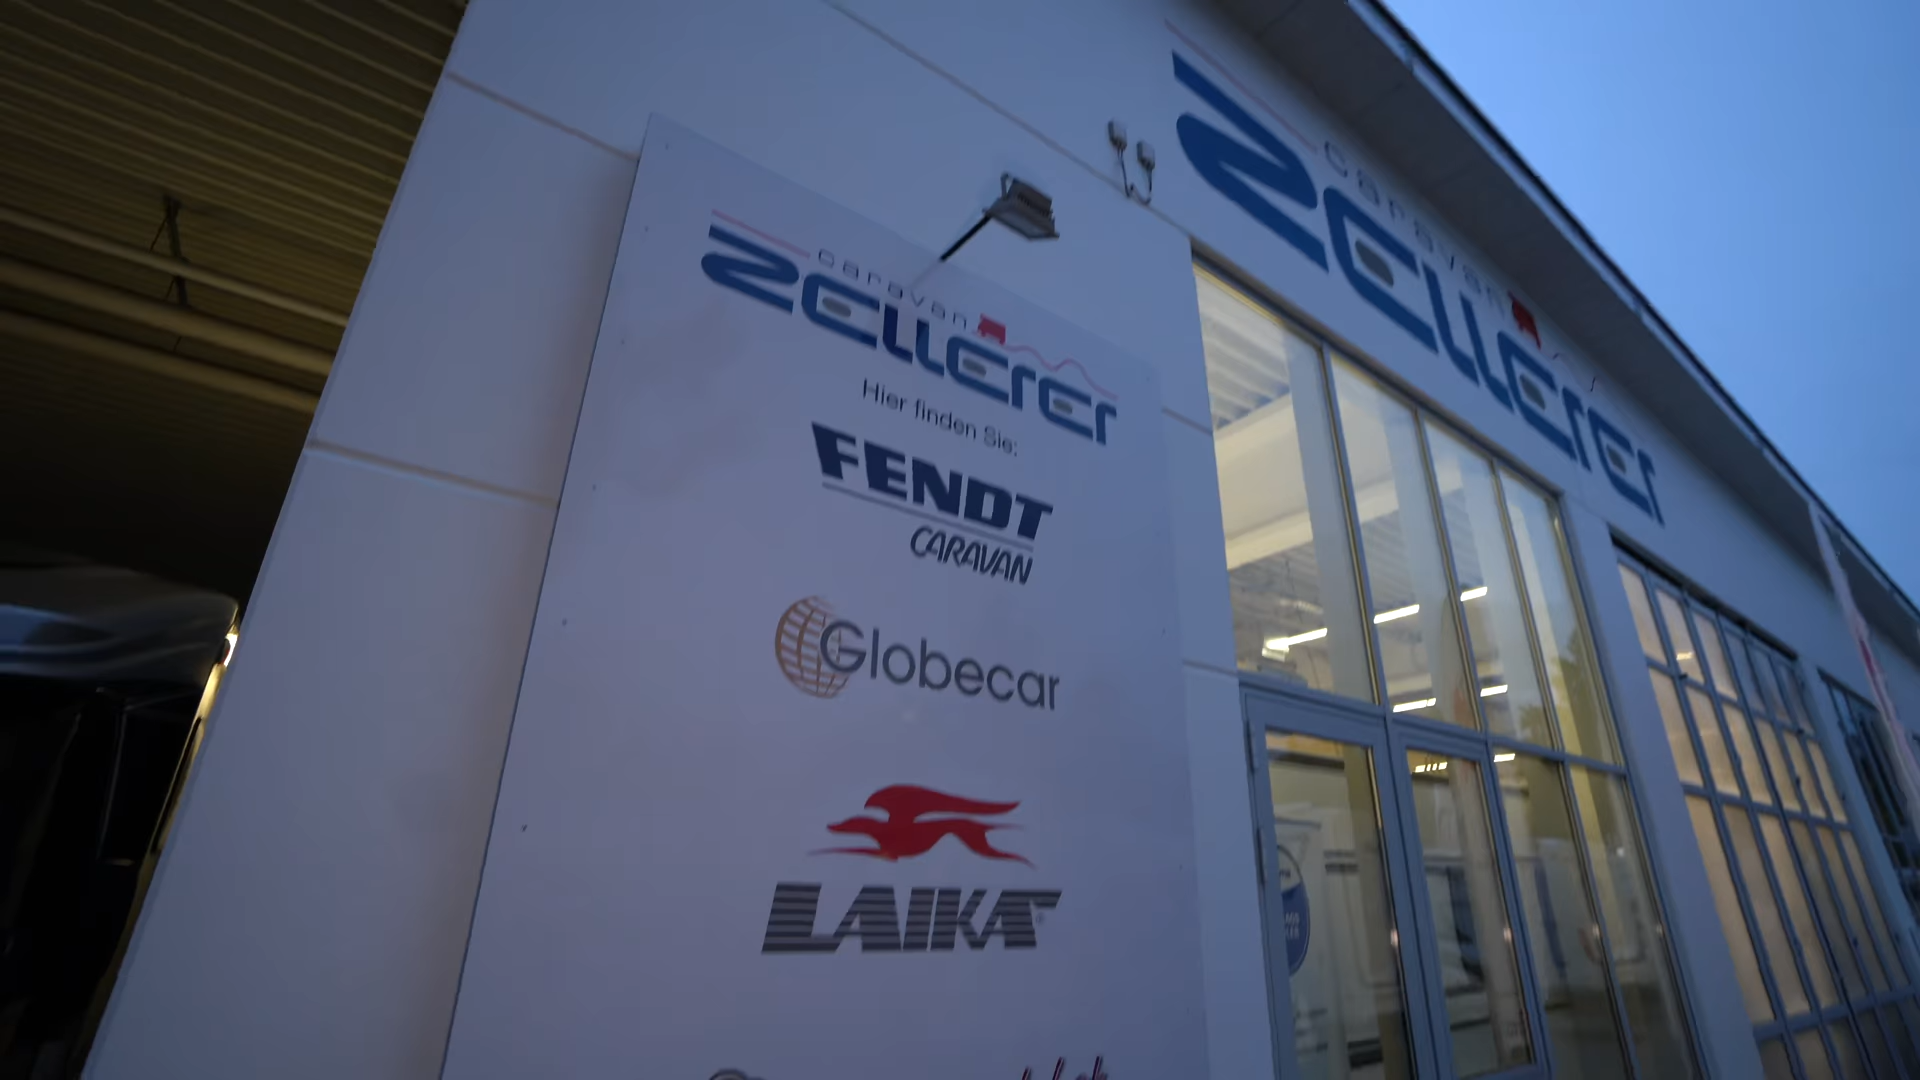 caravan
zellerer
Hier finden Sie:
FENDT
CARAVAN
Globecar
LAIKA
caravan
zellerer